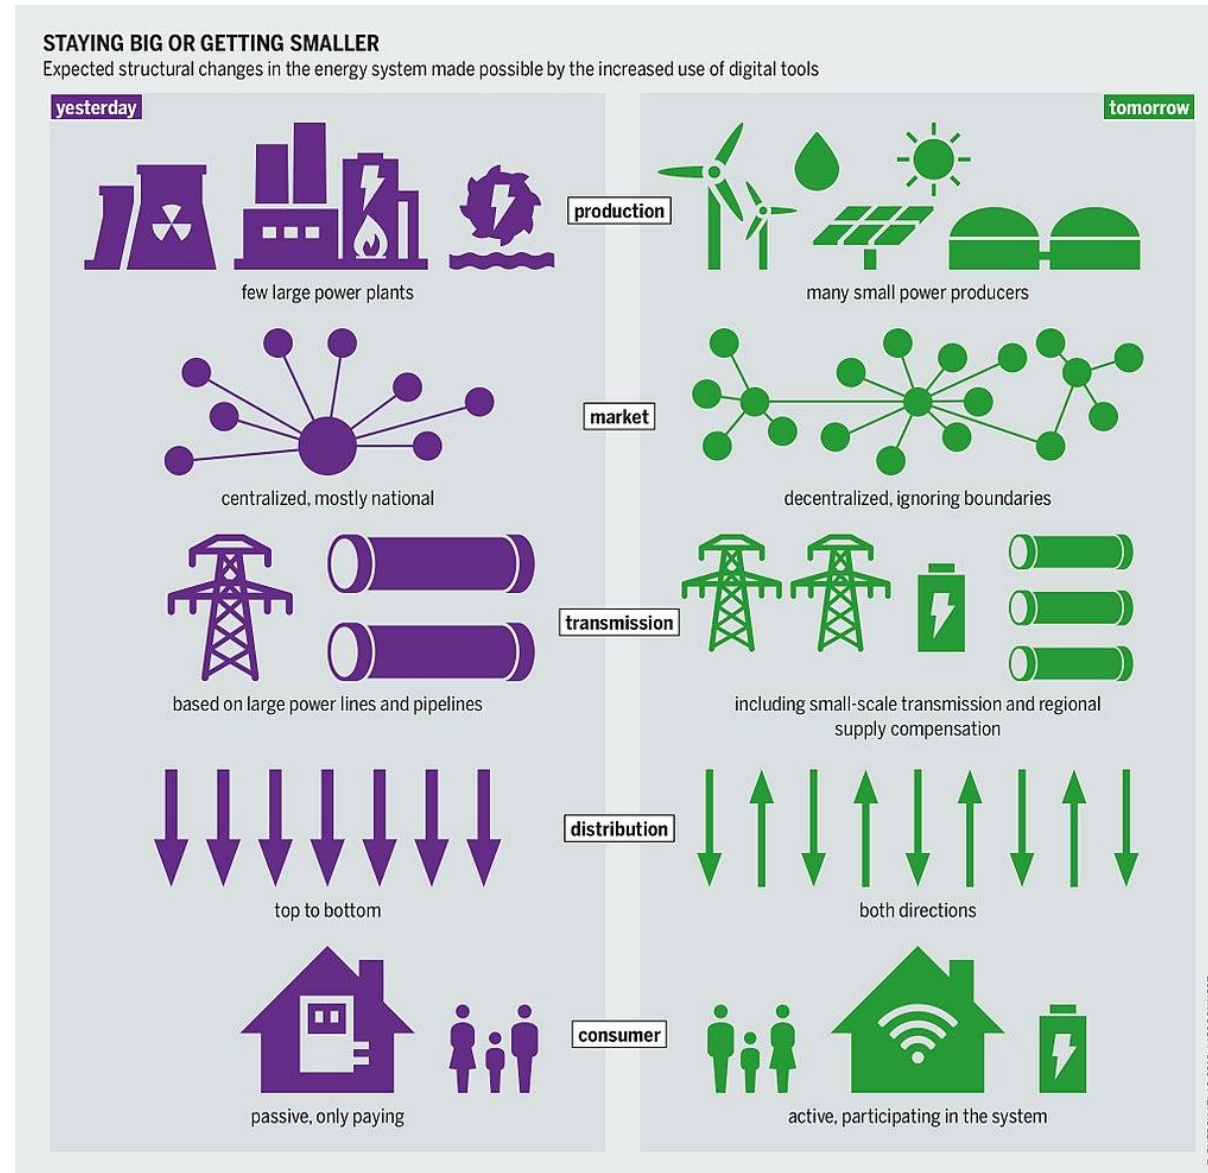 STAYING BIG OR GETTING SMALLER
Expected structural changes in the energy system made possible by the increased use of digital tools
yesterday
tomorrow
production
few large power plants
many small power producers
market
centralized, mostly national
decentralized, ignoring boundaries
transmission
based on large power lines and pipelines
including small-scale transmission and regional
supply compensation
distribution
top to bottom
both directions
consumer
passive, only paying
active, participating in the system